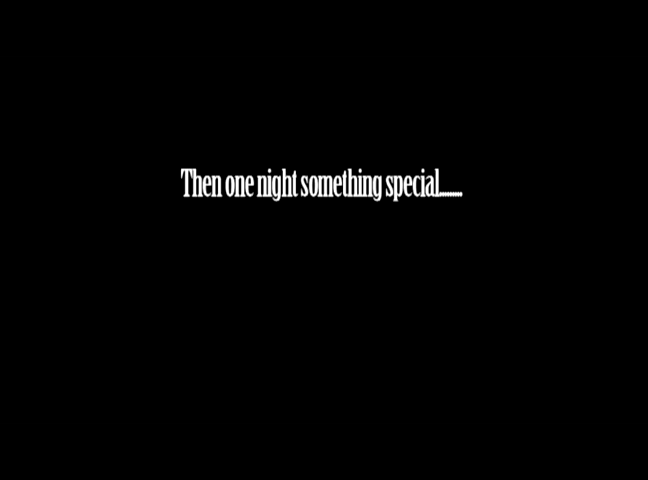 Then one night something special........